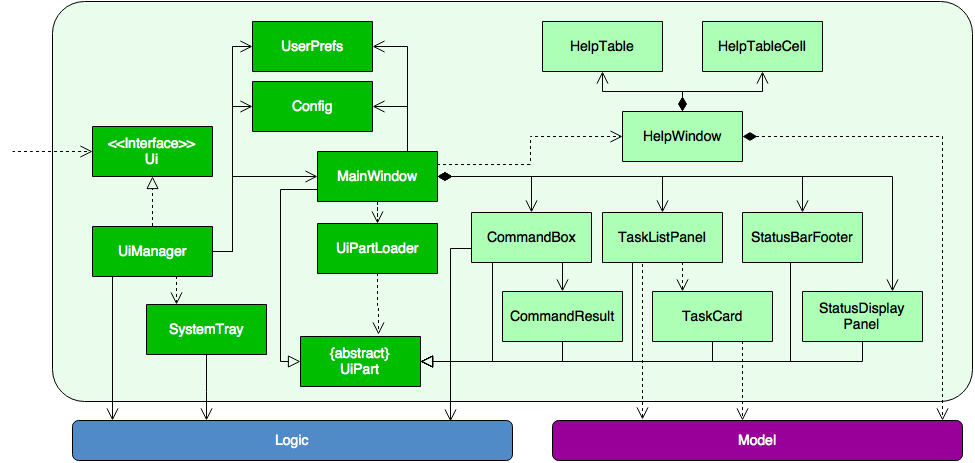 UserPrefs
HelpTable
HelpTableCell
Config
<<Interface>>
Ui
HelpWindow
MainWindow
UiManager
UiPartLoader
CommandBox
TaskListPanel
StatusBarFooter
SystemTray
CommandResult
TaskCard
StatusDisplay
Panel
{abstract}
UiPart
Logic
Model